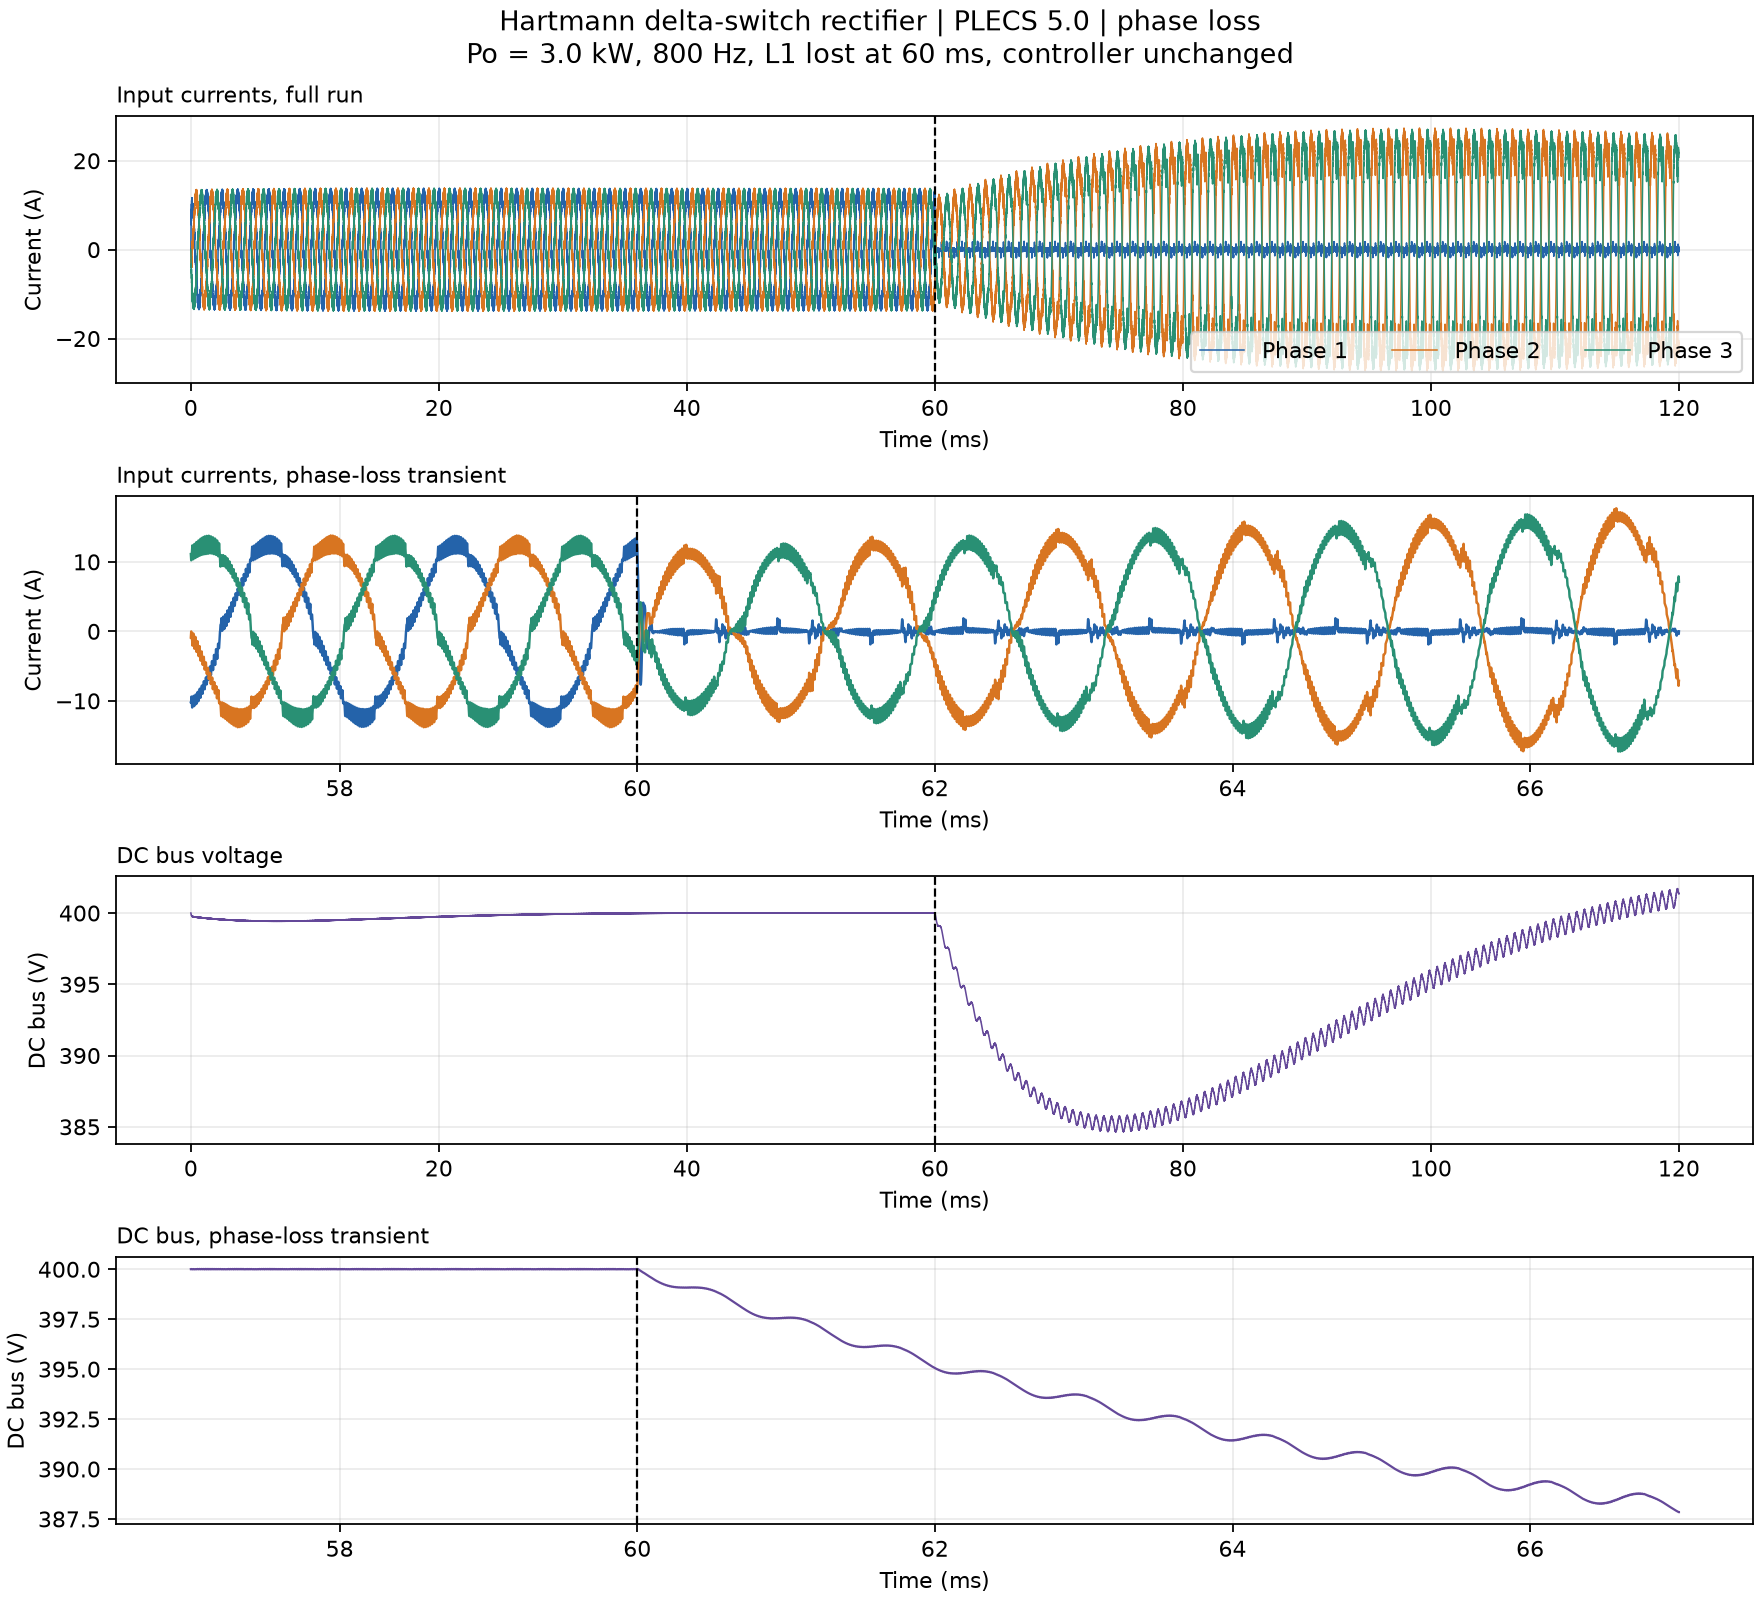 Hartmann delta-switch rectifier | PLECS 5.0 | phase loss
Po = 3.0 kW, 800 Hz, L1 lost at 60 ms, controller unchanged
Input currents, full run
Current (A)
20
0
−20
Phase 1
Phase 2
Phase 3
0 20 40 60 80 100 120
Time (ms)
Input currents, phase-loss transient
Current (A)
10
0
−10
58 60 62 64 66
Time (ms)
DC bus voltage
DC bus (V)
400
395
390
385
0 20 40 60 80 100 120
Time (ms)
DC bus, phase-loss transient
DC bus (V)
400.0
397.5
395.0
392.5
390.0
387.5
58 60 62 64 66
Time (ms)